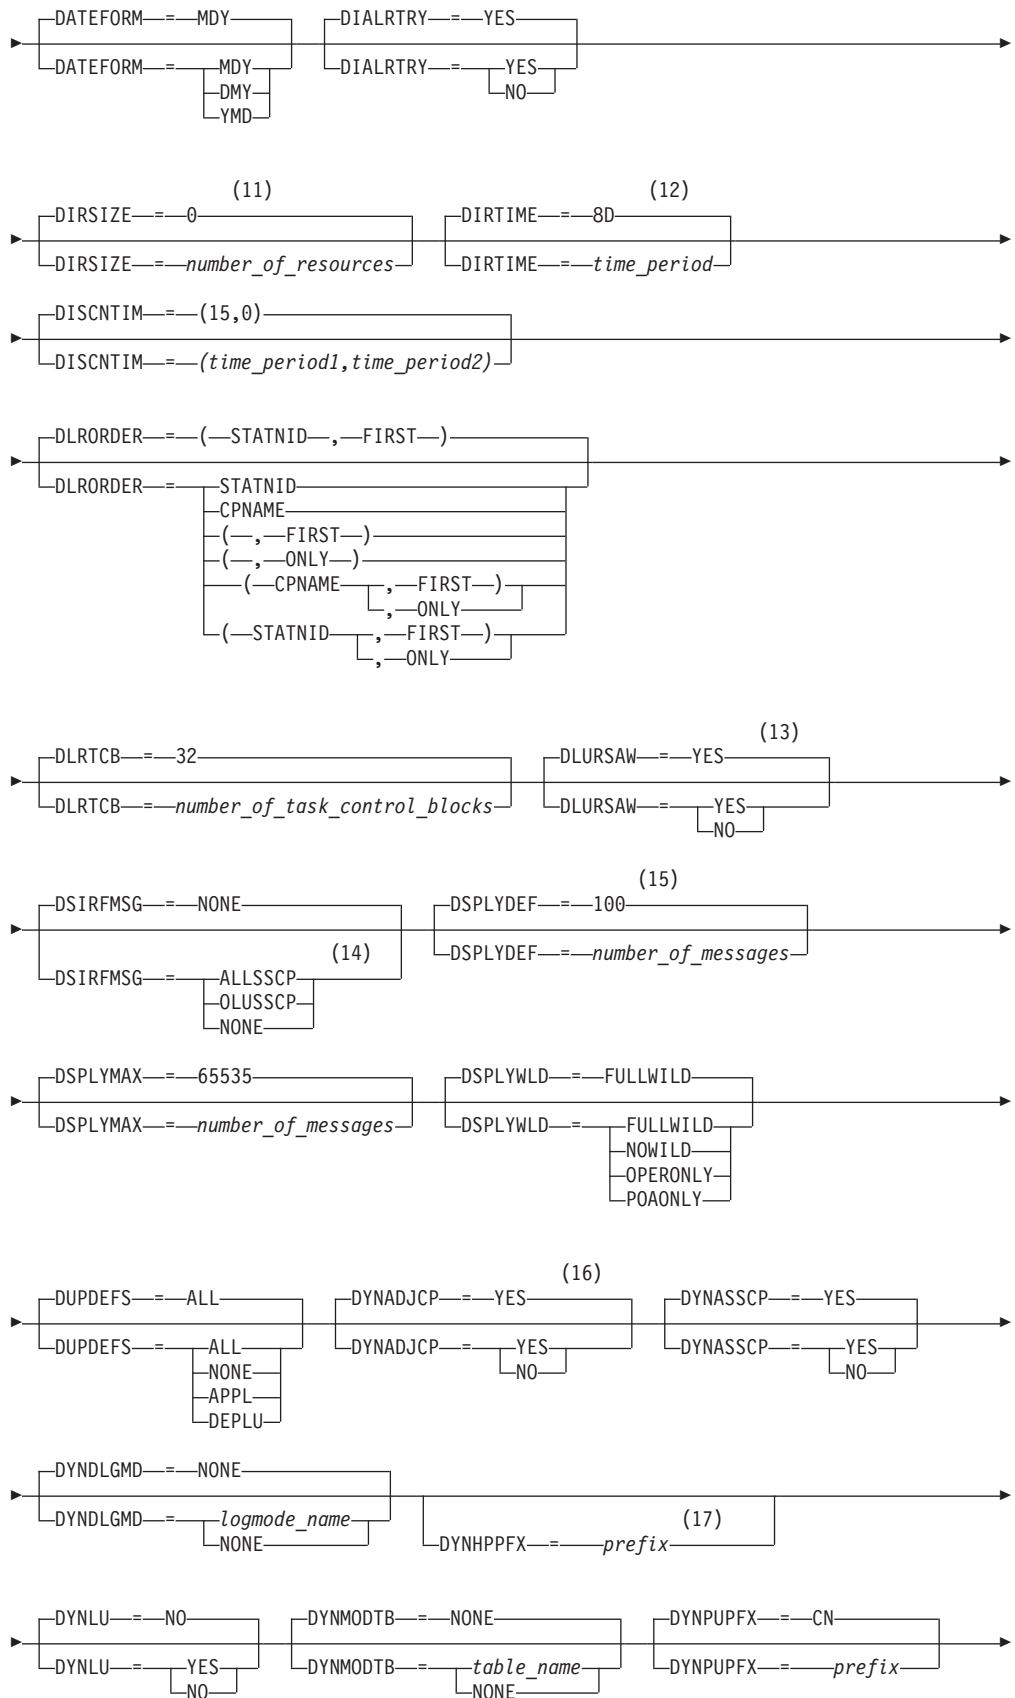 DATEFORM = MDY DIALRTRY = YES
DATEFORM = MDY DIALRTRY = YES
DMY NO
YMD
(11) (12)
DIRSIZE = 0 DIRTIME = 8D
DIRSIZE = number_of_resources DIRTIME = time_period
DISCNTIM = (15,0)
DISCNTIM = (time_period1,time_period2)
DLRORDER = ( STATNID , FIRST )
DLRORDER = STATNID
CPNAME
( , FIRST )
( , ONLY )
( CPNAME , FIRST )
, ONLY
( STATNID , FIRST )
, ONLY
(13)
DLRTCB = 32 DLURSAW = YES
DLRTCB = number_of_task_control_blocks DLURSAW = YES
NO
(15)
DSIRFMSG = NONE DSPLYDEF = 100
(14) DSPLYDEF = number_of_messages
DSIRFMSG = ALLSSCP
OLUSSCP
NONE
DSPLYMAX = 65535 DSPLYWLD = FULLWILD
DSPLYMAX = number_of_messages DSPLYWLD = FULLWILD
NOWILD
OPERONLY
POAONLY
(16)
DUPDEFS = ALL DYNADJCP = YES DYNASSCP = YES
DUPDEFS = ALL DYNADJCP = YES DYNASSCP = YES
NONE NO NO
APPL
DEPLU
DYNDLGMD = NONE
DYNDLGMD = logmode_name (17)
NONE DYNHPPFX = prefix
DYNLU = NO DYNMODTB = NONE DYNPUPFX = CN
DYNLU = YES DYNMODTB = table_name DYNPUPFX = prefix
NO NONE